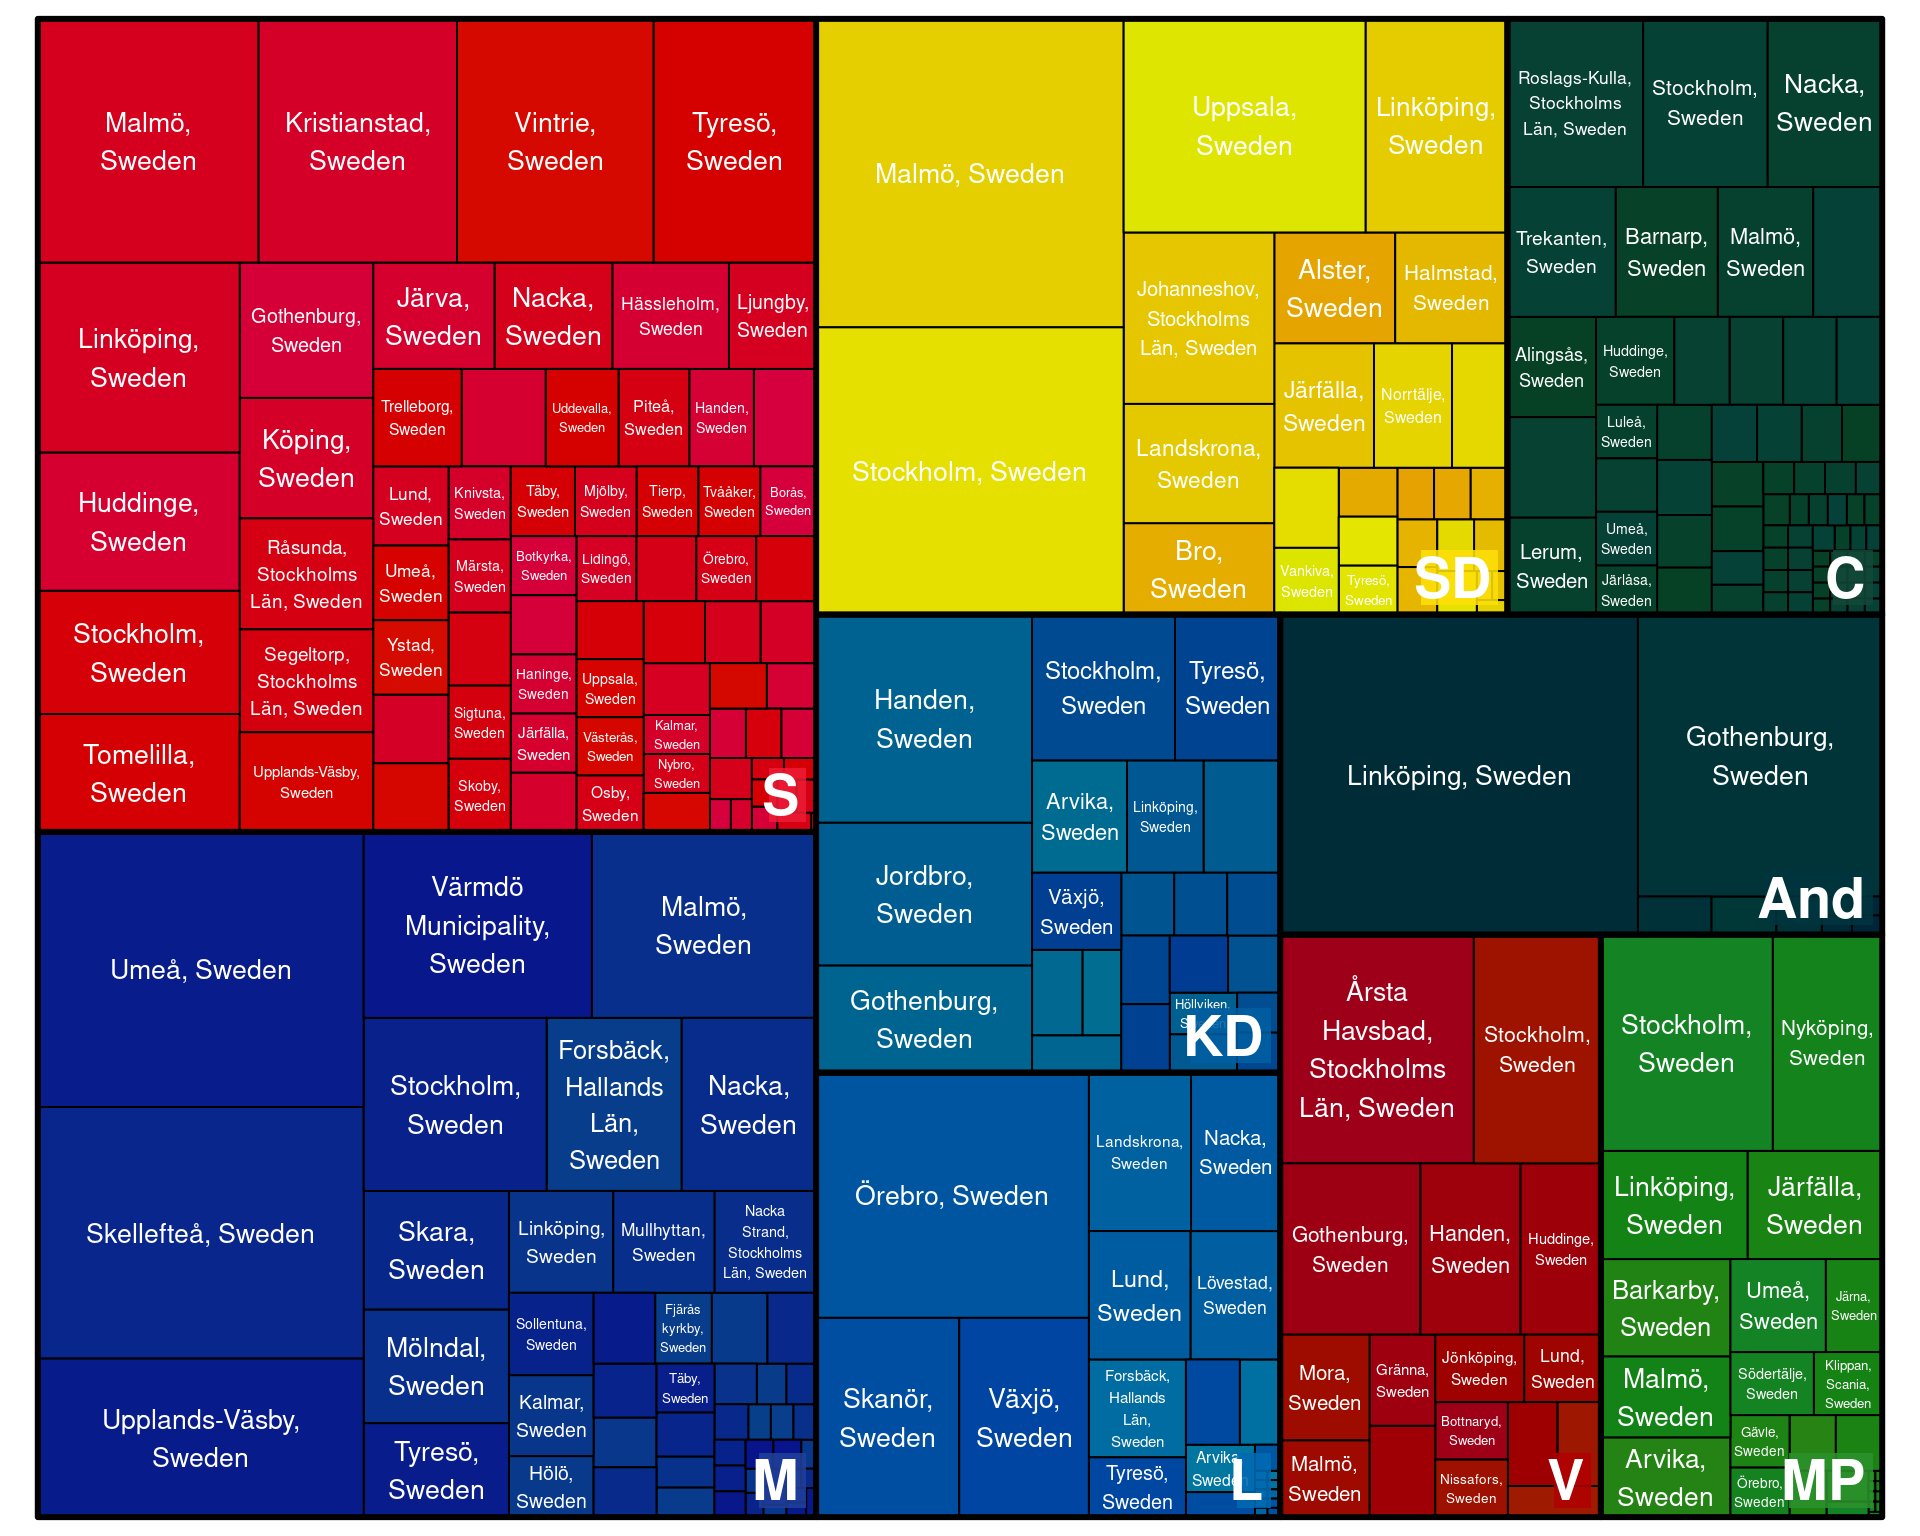 Malmö,
Sweden
Kristianstad,
Sweden
Vintrie,
Sweden
Tyresö,
Sweden
Linköping,
Sweden
Huddinge,
Sweden
Stockholm,
Sweden
Tomelilla,
Sweden
Gothenburg,
Sweden
Köping,
Sweden
Råsunda,
Stockholms
Län, Sweden
Segeltorp,
Stockholms
Län, Sweden
Upplands-Väsby,
Sweden
Järva,
Sweden
Nacka,
Sweden
Hässleholm,
Sweden
Ljungby,
Sweden
Trelleborg,
Sweden
Uddevalla,
Sweden
Piteå,
Sweden
Handen,
Sweden
Lund,
Sweden
Umeå,
Sweden
Ystad,
Sweden
Knivsta,
Sweden
Märsta,
Sweden
Sigtuna,
Sweden
Skoby,
Sweden
Täby,
Sweden
Mjölby,
Sweden
Tierp,
Sweden
Tvååker,
Sweden
Borås,
Sweden
Botkyrka,
Sweden
Haninge,
Sweden
Järfälla,
Sweden
Lidingö,
Sweden
Örebro,
Sweden
Uppsala,
Sweden
Västerås,
Sweden
Osby,
Sweden
Kalmar,
Sweden
Nybro,
Sweden
S
Umeå, Sweden
Skellefteå, Sweden
Upplands-Väsby,
Sweden
Värmdö
Municipality,
Sweden
Malmö,
Sweden
Stockholm,
Sweden
Forsbäck,
Hallands
Län,
Sweden
Nacka,
Sweden
Skara,
Sweden
Mölndal,
Sweden
Tyresö,
Sweden
Linköping,
Sweden
Mullhyttan,
Sweden
Nacka
Strand,
Stockholms
Län, Sweden
Sollentuna,
Sweden
Kalmar,
Sweden
Hölö,
Sweden
Fjärås
kyrkby,
Sweden
Täby,
Sweden
M
Malmö, Sweden
Stockholm, Sweden
Uppsala,
Sweden
Linköping,
Sweden
Johanneshov,
Stockholms
Län, Sweden
Landskrona,
Sweden
Bro,
Sweden
Alster,
Sweden
Halmstad,
Sweden
Järfälla,
Sweden
Norrtälje,
Sweden
Vankiva,
Sweden
Tyresö,
Sweden
SD
Roslags-Kulla,
Stockholms
Län, Sweden
Stockholm,
Sweden
Nacka,
Sweden
Trekanten,
Sweden
Barnarp,
Sweden
Malmö,
Sweden
Alingsås,
Sweden
Lerum,
Sweden
Huddinge,
Sweden
Luleå,
Sweden
Umeå,
Sweden
Järlåsa,
Sweden
C
Handen,
Sweden
Jordbro,
Sweden
Gothenburg,
Sweden
Stockholm,
Sweden
Tyresö,
Sweden
Arvika,
Sweden
Linköping,
Sweden
Växjö,
Sweden
Höllviken,
KD
Örebro, Sweden
Skanör,
Sweden
Växjö,
Sweden
Landskrona,
Sweden
Nacka,
Sweden
Lund,
Sweden
Lövestad,
Sweden
Forsbäck,
Hallands
Län,
Sweden
Tyresö,
Sweden
Arvika,
Sweden
L
Linköping, Sweden
Gothenburg,
Sweden
And
Årsta
Havsbad,
Stockholms
Län, Sweden
Stockholm,
Sweden
Gothenburg,
Sweden
Handen,
Sweden
Huddinge,
Sweden
Mora,
Sweden
Malmö,
Sweden
Gränna,
Sweden
Jönköping,
Sweden
Lund,
Sweden
Bottnaryd,
Sweden
Nissafors,
Sweden
V
Stockholm,
Sweden
Nyköping,
Sweden
Linköping,
Sweden
Järfälla,
Sweden
Barkarby,
Sweden
Malmö,
Sweden
Arvika,
Sweden
Umeå,
Sweden
Järna,
Sweden
Södertälje,
Sweden
Klippan,
Scania,
Sweden
Gävle,
Sweden
Örebro,
Sweden
MP